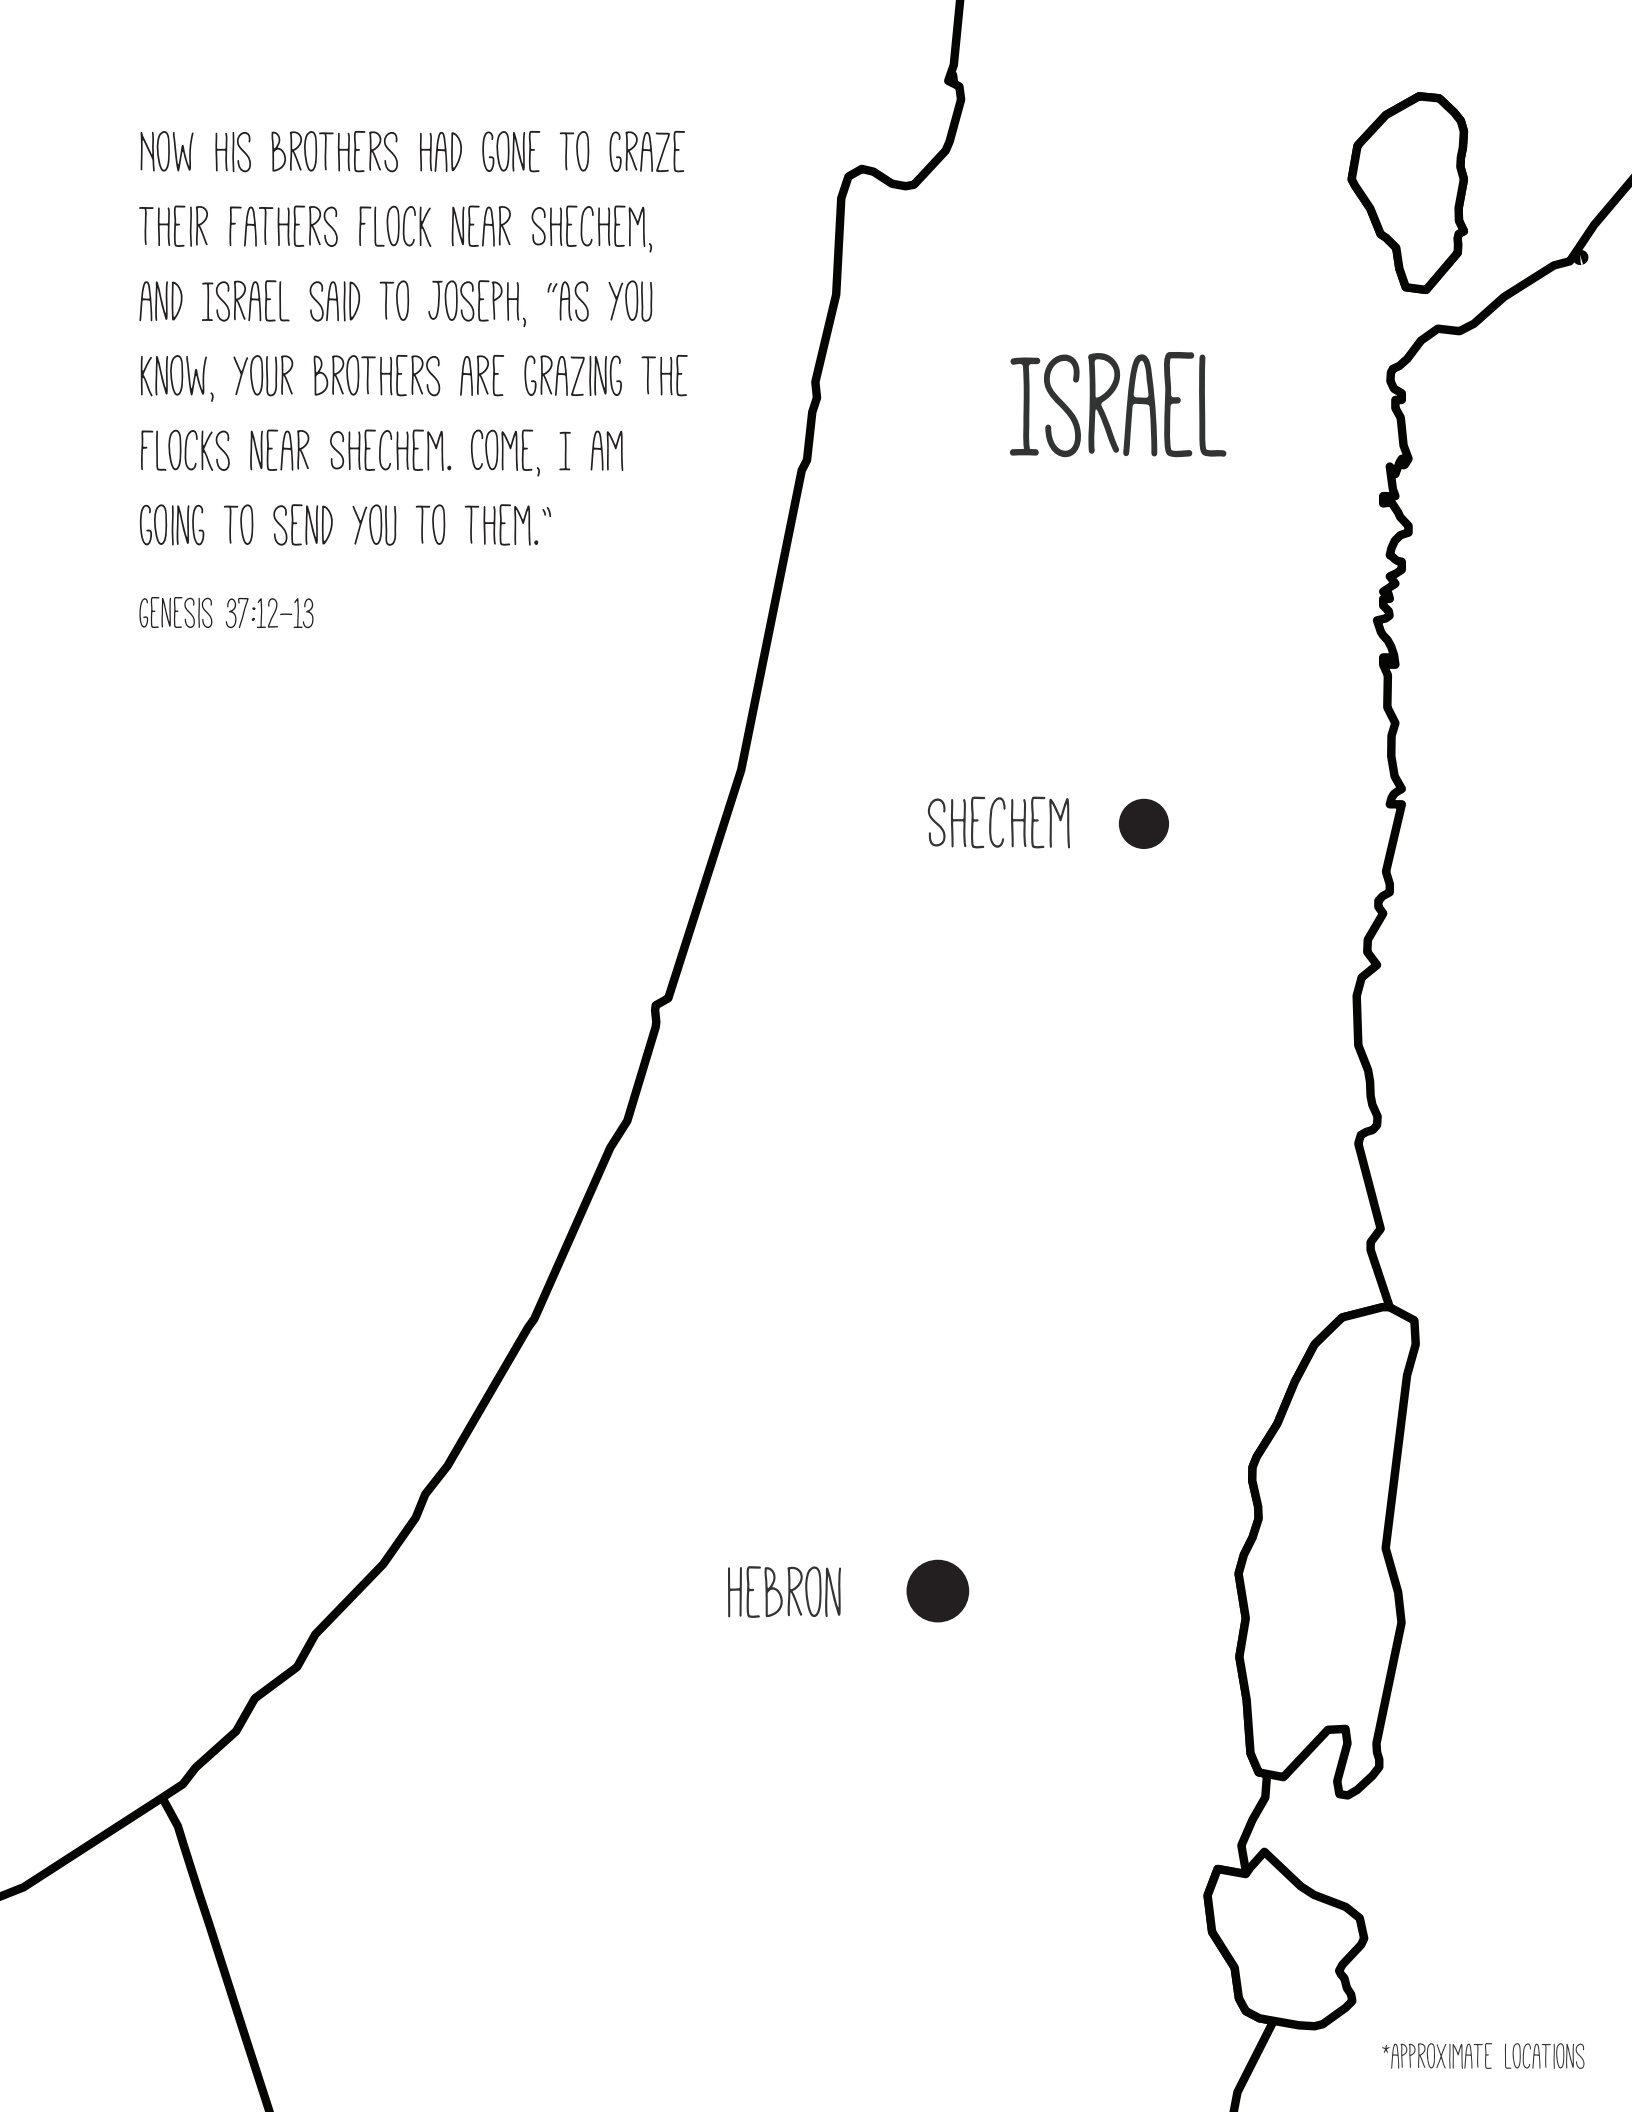 NOW HIS BROTHERS HAD GONE TO GRAZE
THEIR FATHERS FLOCK NEAR SHECHEM,
AND ISRAEL SAID TO JOSEPH, “AS YOU
KNOW, YOUR BROTHERS ARE GRAZING THE
FLOCKS NEAR SHECHEM. COME, I AM
GOING TO SEND YOU TO THEM.”
GENESIS 37:12-13
ISRAEL
SHECHEM
HEBRON
*APPROXIMATE LOCATIONS